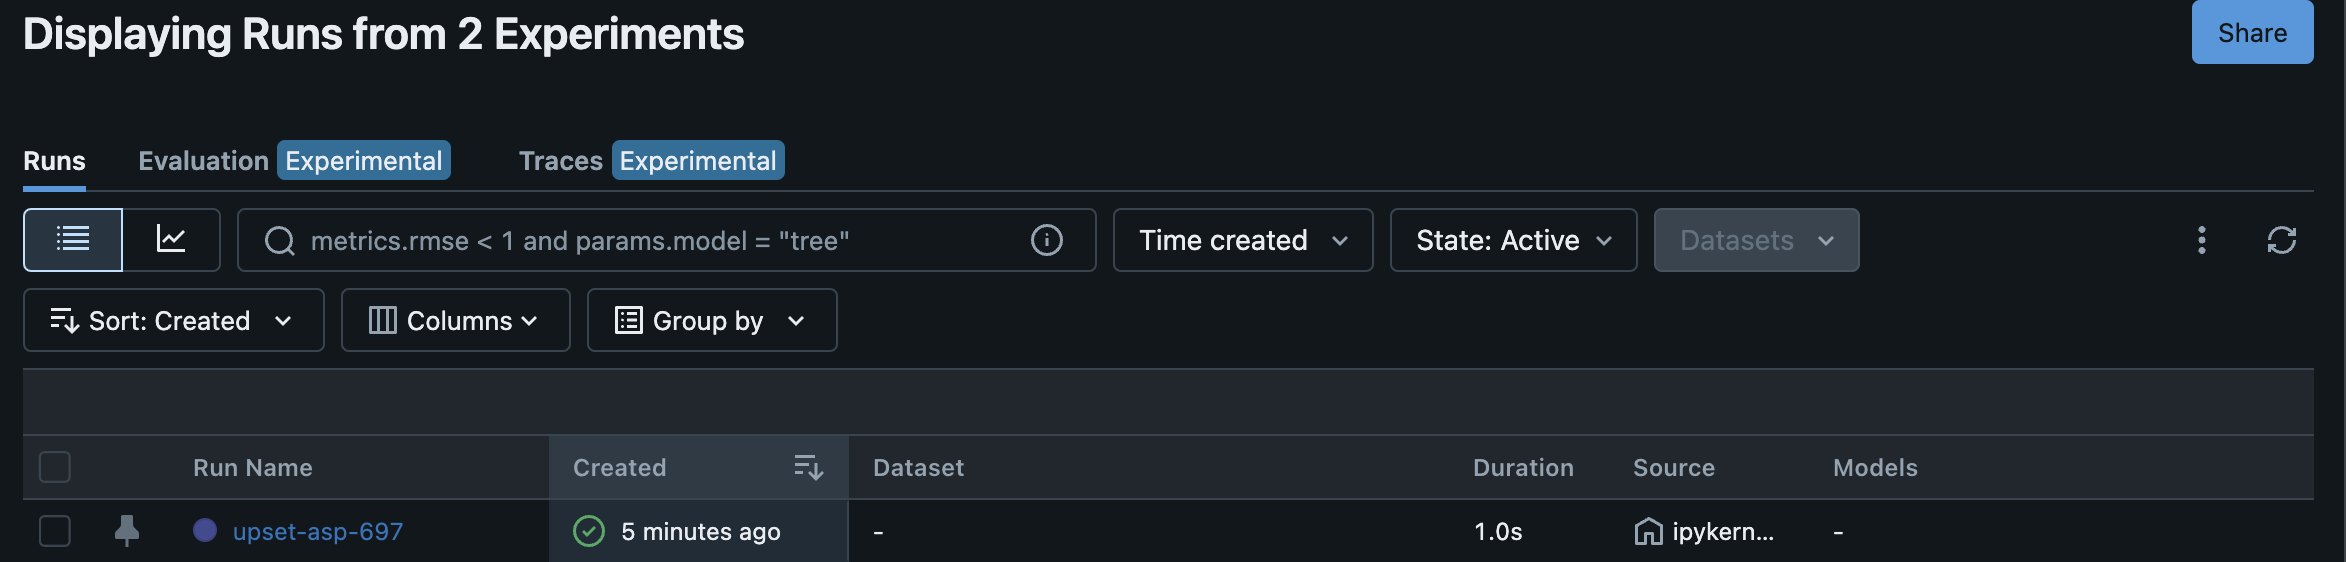 Displaying Runs from 2 Experiments
Share
Runs Evaluation Experimental Traces Experimental
metrics.rmse < 1 and params.model = "tree" Time created State: Active Datasets
Sort: Created Columns Group by
Run Name Created Dataset Duration Source Models
upset-asp-697 5 minutes ago - 1.0s ipykern... -